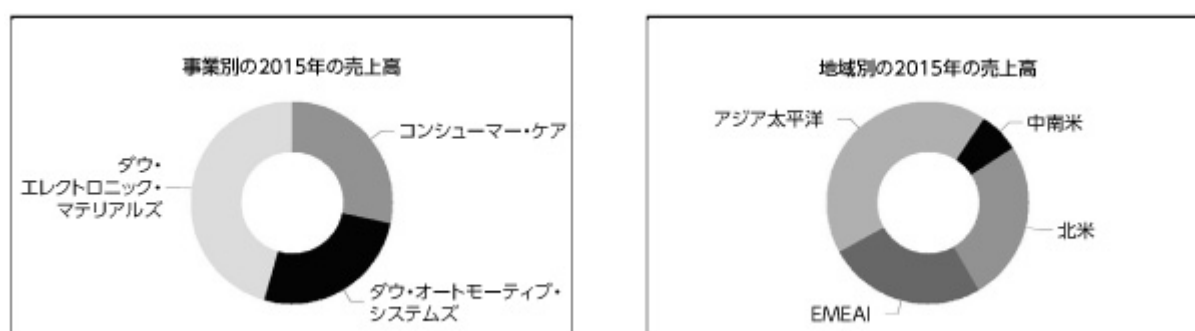 事業別の2015年の売上高
コンシューマー・ケア
ダウ・
エレクトロニック・
マテリアルズ
ダウ・オートモーティブ・
システムズ
地域別の2015年の売上高
アジア太平洋
中南米
北米
EMEAI